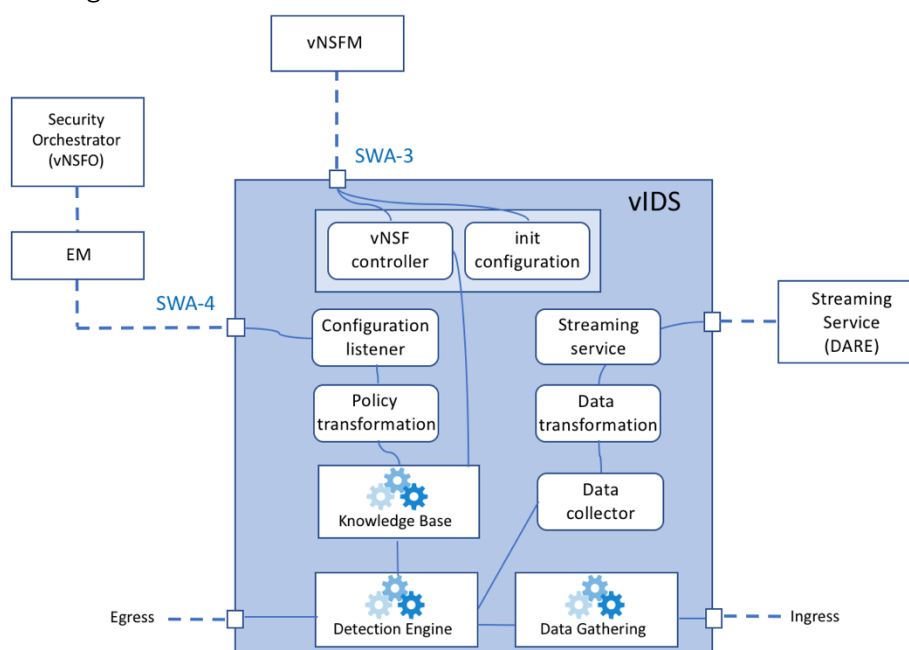 vNSFM
Security
Orchestrator
(vNSFO)
SWA-3
vIDS
vNSF
controller
init
configuration
EM
SWA-4
Configuration
listener
Streaming
service
Streaming
Service
(DARE)
Policy
transformation
Data
transformation
Knowledge Base
Data
collector
Egress
Detection Engine
Data Gathering
Ingress